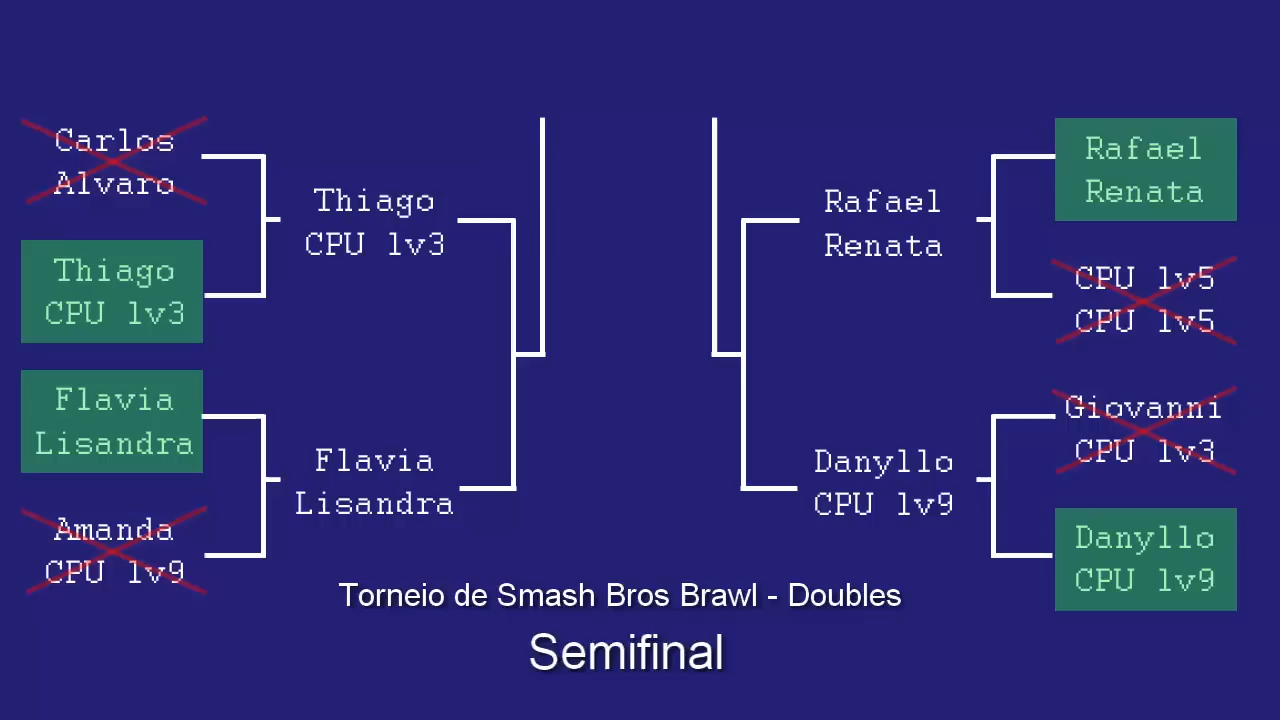 Carlos
Alvaro
Thiago
CPU lv3
Flavia
Lisandra
Amanda
CPU lv9
Thiago
CPU lv3
Flavia
Lisandra
Rafael
Renata
Danyllo
CPU lv9
Rafael
Renata
CPU lv5
CPU lv5
Giovanni
CPU lv3
Danyllo
CPU lv9
Torneio de Smash Bros Brawl - Doubles
Semifinal